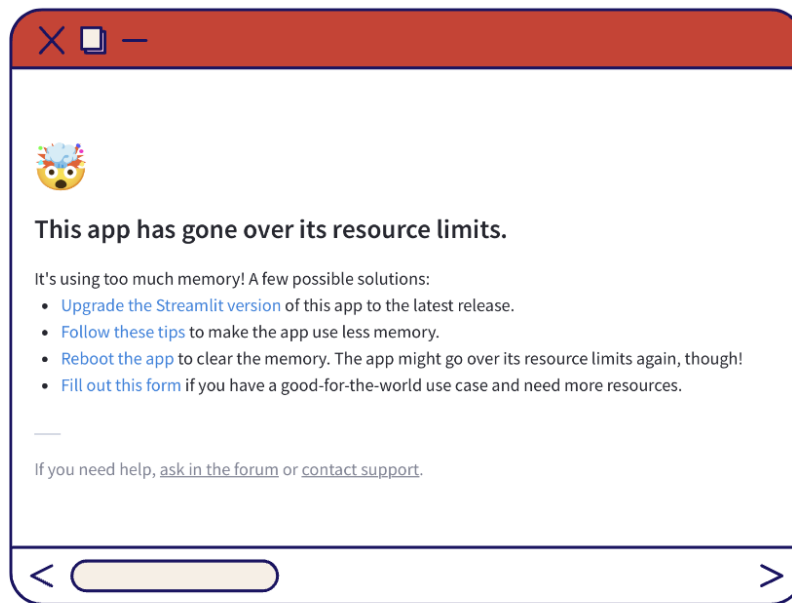 This app has gone over its resource limits.
It's using too much memory! A few possible solutions:
• Upgrade the Streamlit version of this app to the latest release.
• Follow these tips to make the app use less memory.
• Reboot the app to clear the memory. The app might go over its resource limits again, though!
• Fill out this form if you have a good-for-the-world use case and need more resources.
If you need help, ask in the forum or contact support.